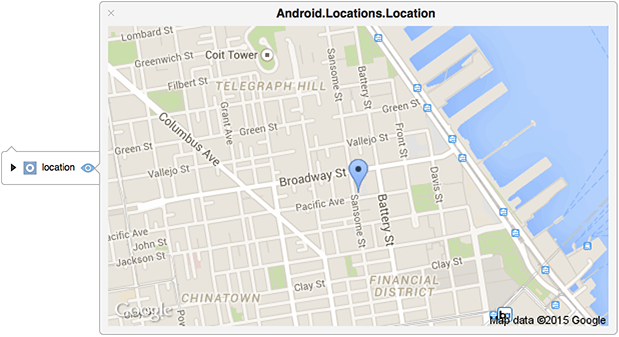 Android.Locations.Location
location
Lombard St
Greenwich St
Coit Tower
Filbert St
TELEGRAPH HILL
Sansome St
Battery St
Grant Ave
Green St
Green St
Columbus Ave
Front St
Vallejo St
Vallejo St
Broadway St
Davis St
Pacific Ave
Sansome St
Battery St
Pacific Ave
John St
Jackson St
Clay St
Clay St
FINANCIAL
DISTRICT
CHINATOWN
Google
Map data ©2015 Google